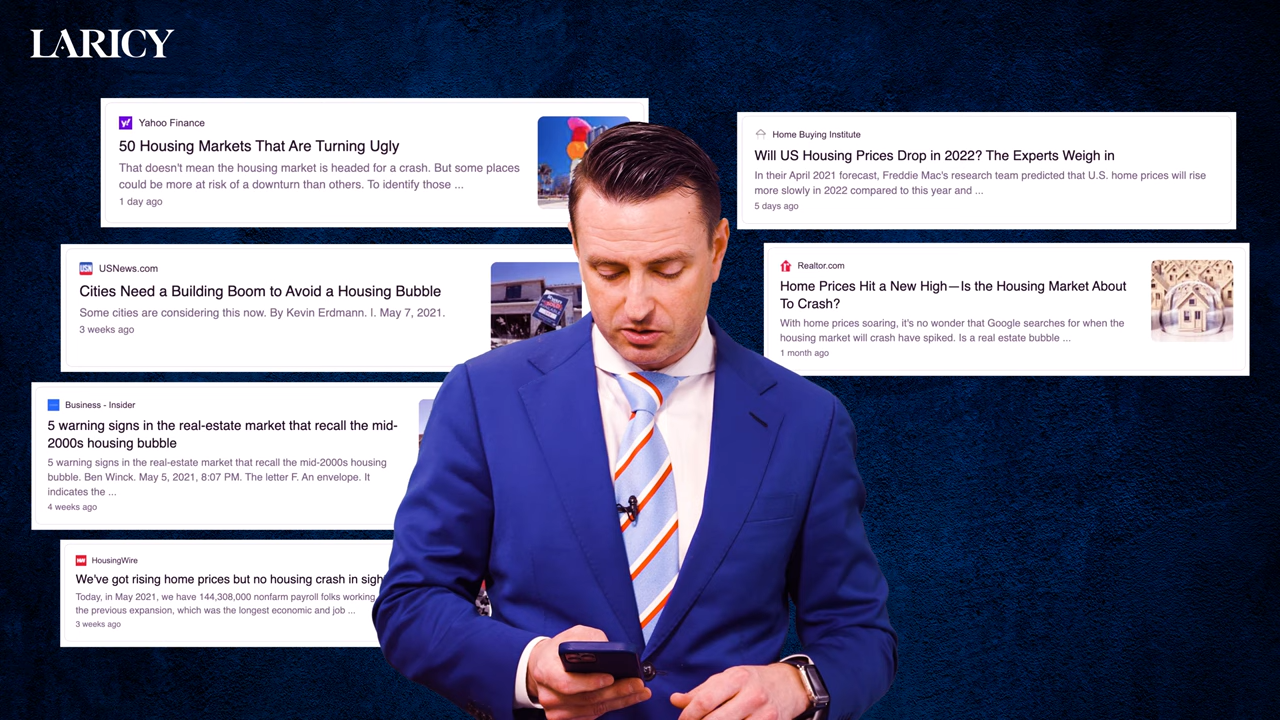 LARICY
Yahoo Finance
50 Housing Markets That Are Turning Ugly
That doesn't mean the housing market is headed for a crash. But some places
could be more at risk of a downturn than others. To identify those ...
1 day ago
USNews.com
Cities Need a Building Boom to Avoid a Housing Bubble
Some cities are considering this now. By Kevin Erdmann. |. May 7, 2021.
3 weeks ago
Business - Insider
5 warning signs in the real-estate market that recall the mid-
2000s housing bubble
5 warning signs in the real-estate market that recall the mid-2000s housing
bubble. Ben Winck. May 5, 2021, 8:07 PM. The letter F. An envelope. It
indicates the ...
4 weeks ago
HousingWire
We've got rising home prices but no housing crash in sigh
Today, in May 2021, we have 144,308,000 nonfarm payroll folks working.
the previous expansion, which was the longest economic and job ...
3 weeks ago
Home Buying Institute
Will US Housing Prices Drop in 2022? The Experts Weigh in
In their April 2021 forecast, Freddie Mac's research team predicted that U.S. home prices will rise
more slowly in 2022 compared to this year and ...
5 days ago
Realtor.com
Home Prices Hit a New High—Is the Housing Market About
To Crash?
With home prices soaring, it's no wonder that Google searches for when the
housing market will crash have spiked. Is a real estate bubble ...
1 month ago